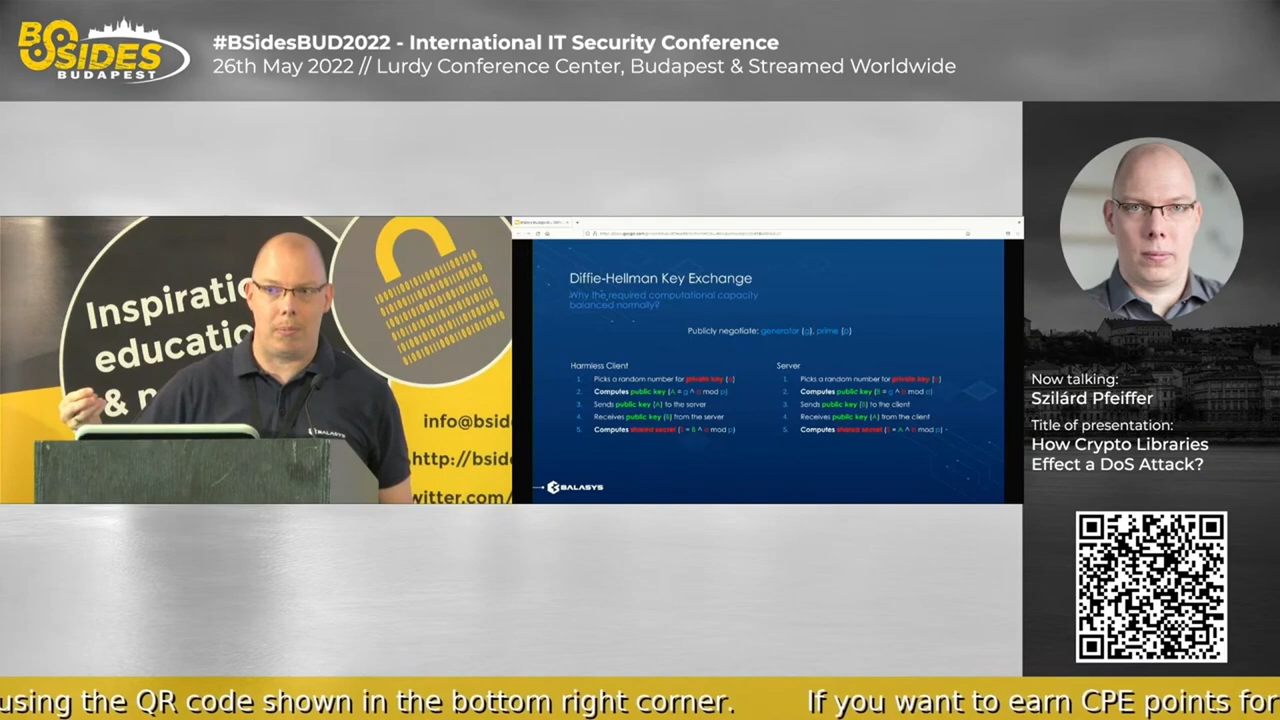 BSIDES
BUDAPEST
#BSidesBUD2022 - International IT Security Conference
26th May 2022 // Lurdy Conference Center, Budapest & Streamed Worldwide
Inspiratio
educatio
& n
info@bsid
http://bsid
witter.com/
BALASYS
Diffie-Hellman Key Exchange
Why the required computational capacity
balanced normally?
Publicly negotiate: generator (g), prime (p)
Harmless Client
1. Picks a random number for private key (a)
2. Computes public key (A = g ^ a mod p)
3. Sends public key (A) to the server
4. Receives public key (B) from the server
5. Computes shared secret (S = B ^ a mod p)
Server
1. Picks a random number for private key
2. Computes public key (B = g ^ mod p)
3. Sends public key (B) to the client
4. Receives public key (A) from the client
5. Computes shared secret (S = A ^ mod p)
BALASYS
Now talking:
Szilárd Pfeiffer
Title of presentation:
How Crypto Libraries
Effect a DoS Attack?
using the QR code shown in the bottom right corner. If you want to earn CPE points for